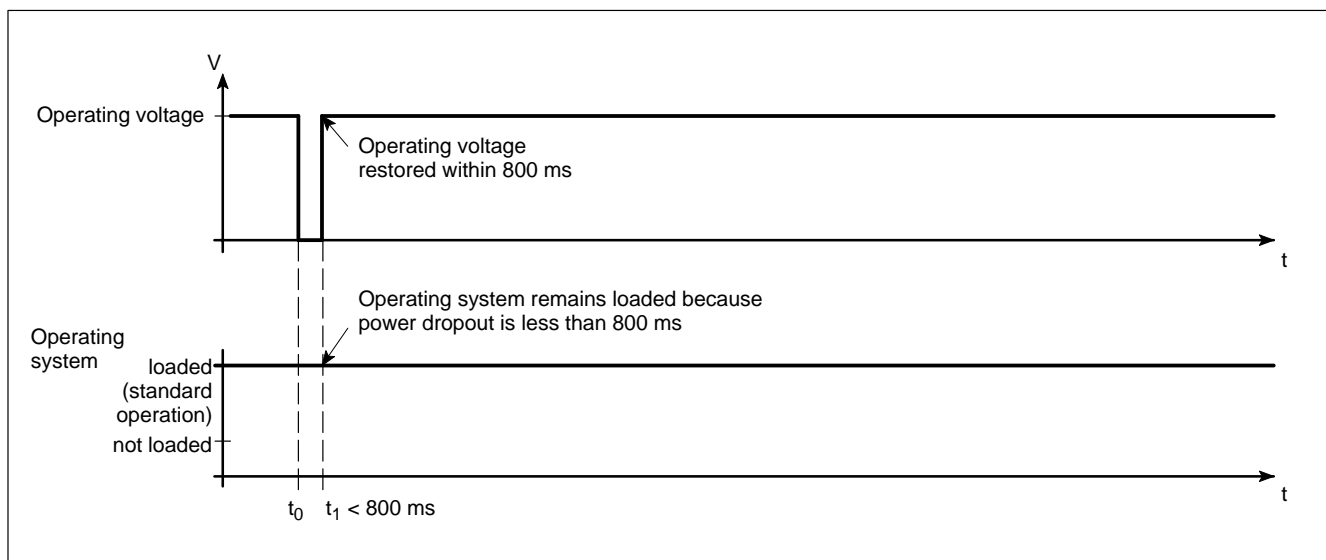 V
Operating voltage
Operating voltage
restored within 800 ms
t
Operating system remains loaded because
power dropout is less than 800 ms
Operating
system
loaded
(standard
operation)
not loaded
t
t0
t1 < 800 ms